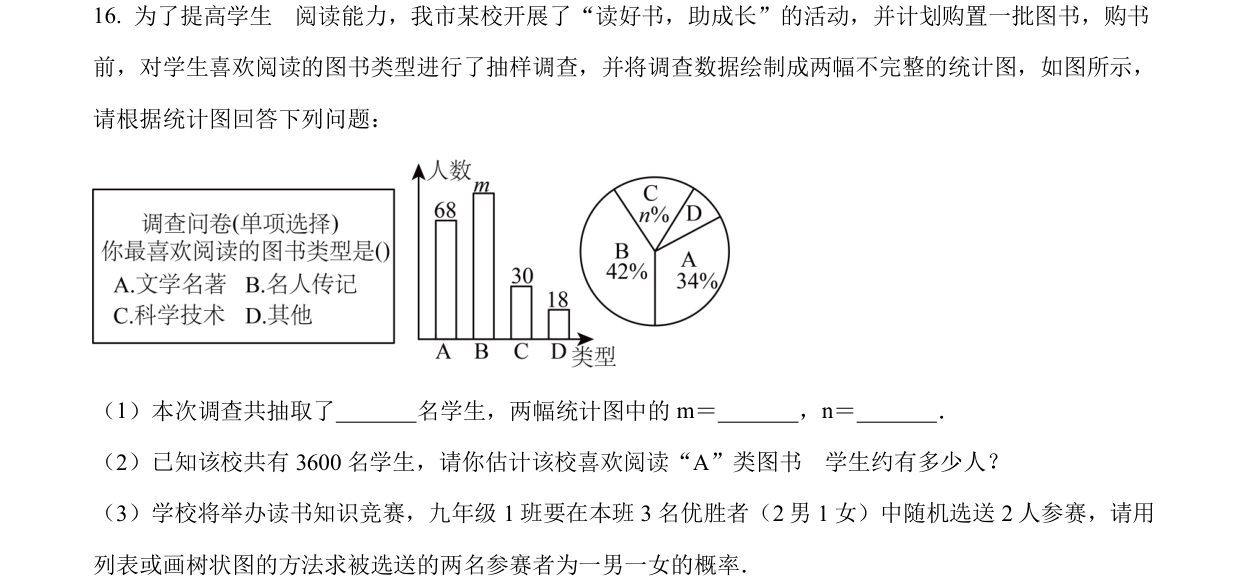 16. 为了提高学生　阅读能力，我市某校开展了“读好书，助成长”的活动，并计划购置一批图书，购书
前，对学生喜欢阅读的图书类型进行了抽样调查，并将调查数据绘制成两幅不完整的统计图，如图所示，
请根据统计图回答下列问题：
调查问卷(单项选择)
你最喜欢阅读的图书类型是()
A.文学名著 B.名人传记
C.科学技术 D.其他
人数
m
68
30
18
A B C D 类型
C
n% D
B A
42% 34%
（1）本次调查共抽取了_______名学生，两幅统计图中的 m＝_______，n＝_______．
（2）已知该校共有 3600 名学生，请你估计该校喜欢阅读“A”类图书　学生约有多少人？
（3）学校将举办读书知识竞赛，九年级 1 班要在本班 3 名优胜者（2 男 1 女）中随机选送 2 人参赛，请用
列表或画树状图的方法求被选送的两名参赛者为一男一女的概率．